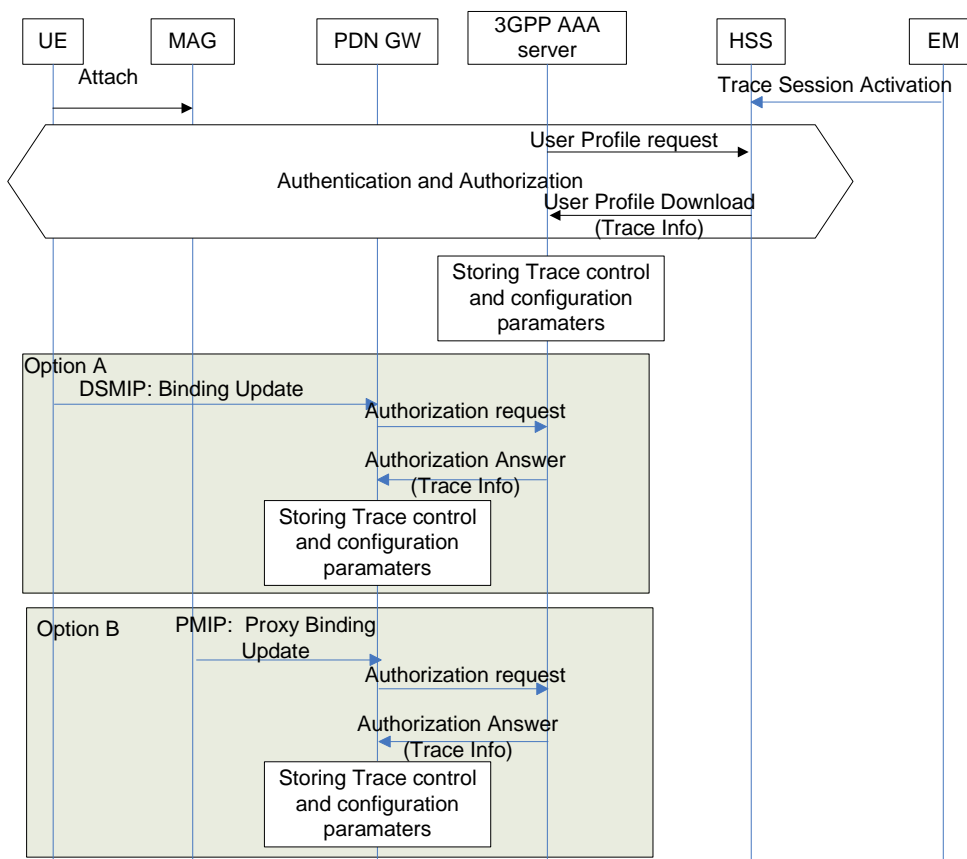 UE
MAG
PDN GW
3GPP AAA
server
HSS
EM
Attach
Trace Session Activation
User Profile request
Authentication and Authorization
User Profile Download
(Trace Info)
Storing Trace control
and configuration
paramaters
Option A
DSMIP: Binding Update
Authorization request
Authorization Answer
(Trace Info)
Storing Trace control
and configuration
paramaters
Option B
PMIP: Proxy Binding
Update
Authorization request
Authorization Answer
(Trace Info)
Storing Trace control
and configuration
paramaters